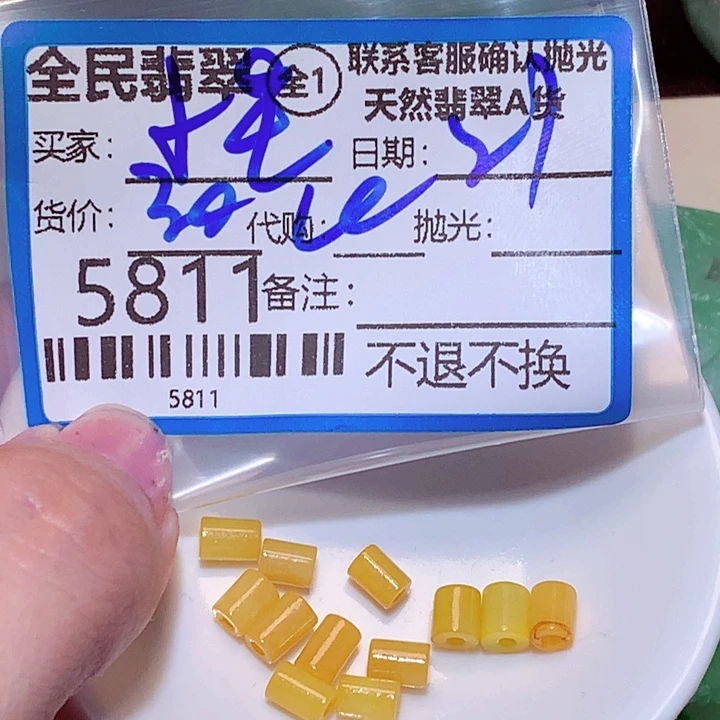 全民翡翠 全1 联系客服确认抛光
天然翡翠A货
买家: 日期:
货价: 代购: 抛光:
5811 备注:
5811 不退不换